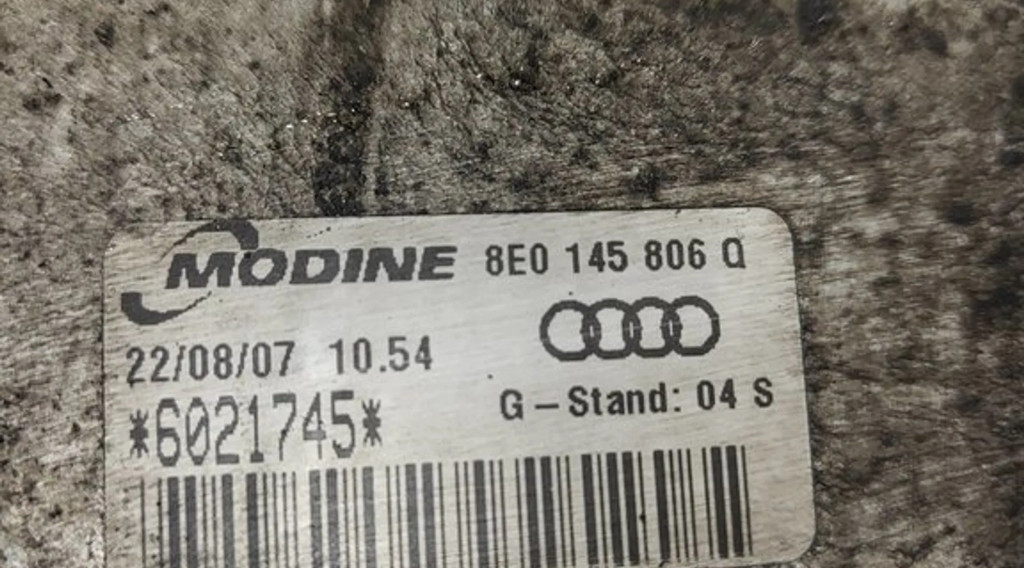 MODINE 8E0 145 806 Q
22/08/07 10.54
G – Stand: 04 S
*6021745*